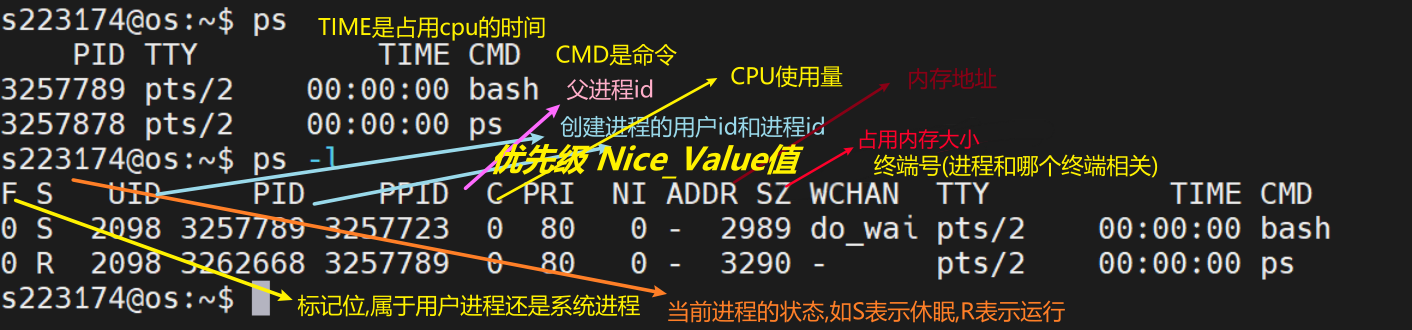 s223174@os:~$ ps
TIME是占用cpu的时间
PID TTY TIME CMD
CMD是命令
CPU使用量
内存地址
3257789 pts/2 00:00:00 bash
父进程id
3257878 pts/2 00:00:00 ps
创建进程的用户id和进程id
占用内存大小
s223174@os:~$ ps -l
优先级 Nice_Value值
终端号(进程和哪个终端相关)
F S UID PID PPID C PRI NI ADDR SZ WCHAN TTY TIME CMD
0 S 2098 3257789 3257723 0 80 0 - 2989 do_wai pts/2 00:00:00 bash
0 R 2098 3262668 3257789 0 80 0 - 3290 - pts/2 00:00:00 ps
s223174@os:~$
标记位,属于用户进程还是系统进程
当前进程的状态,如S表示休眠,R表示运行